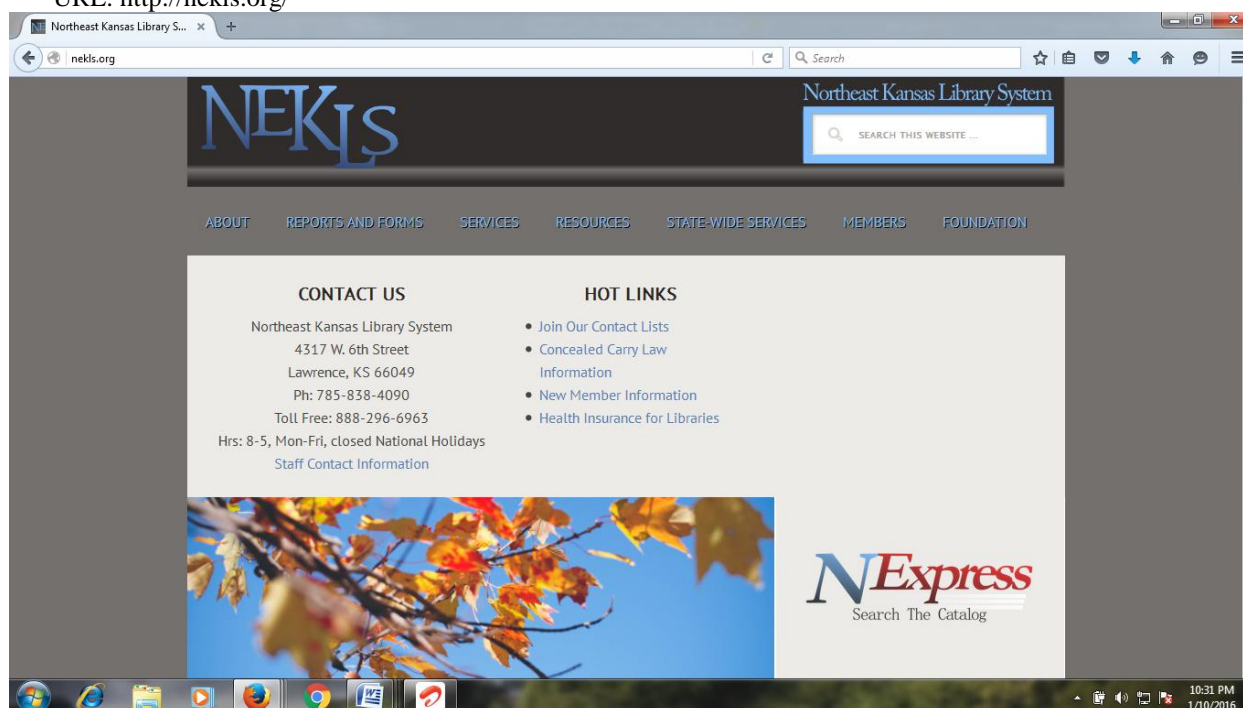 URL: http://nekls.org/
Northeast Kansas Library S...
nekls.org
Search
NEKLS
Northeast Kansas Library System
SEARCH THIS WEBSITE ...
ABOUT REPORTS AND FORMS SERVICES RESOURCES STATE-WIDE SERVICES MEMBERS FOUNDATION
CONTACT US
Northeast Kansas Library System
4317 W. 6th Street
Lawrence, KS 66049
Ph: 785-838-4090
Toll Free: 888-296-6963
Hrs: 8-5, Mon-Fri, closed National Holidays
Staff Contact Information
HOT LINKS
Join Our Contact Lists
Concealed Carry Law
Information
New Member Information
Health Insurance for Libraries
NExpress
Search The Catalog
10:31 PM
1/10/2016